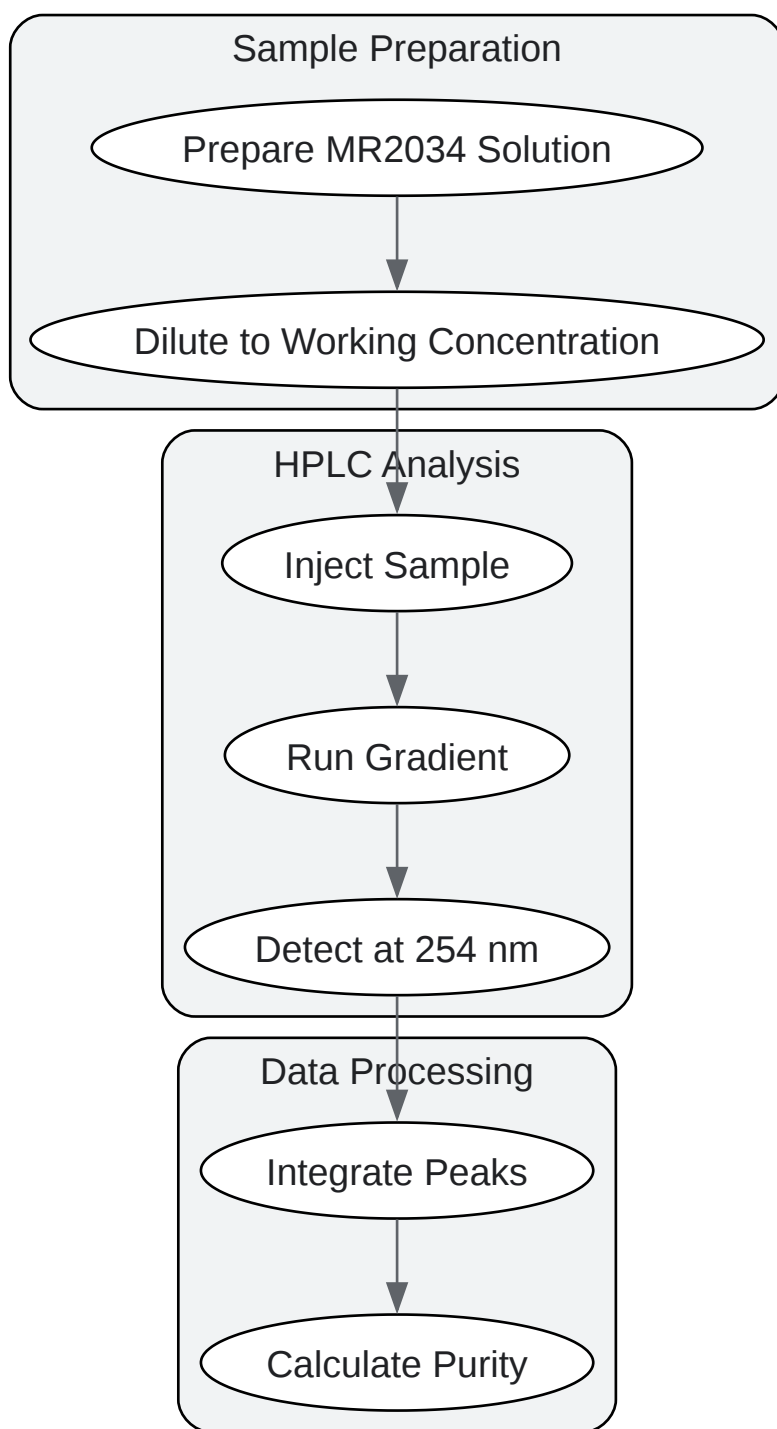 Sample Preparation
Prepare MR2034 Solution
Dilute to Working Concentration
HPLC Analysis
Inject Sample
Run Gradient
Detect at 254 nm
Data Processing
Integrate Peaks
Calculate Purity